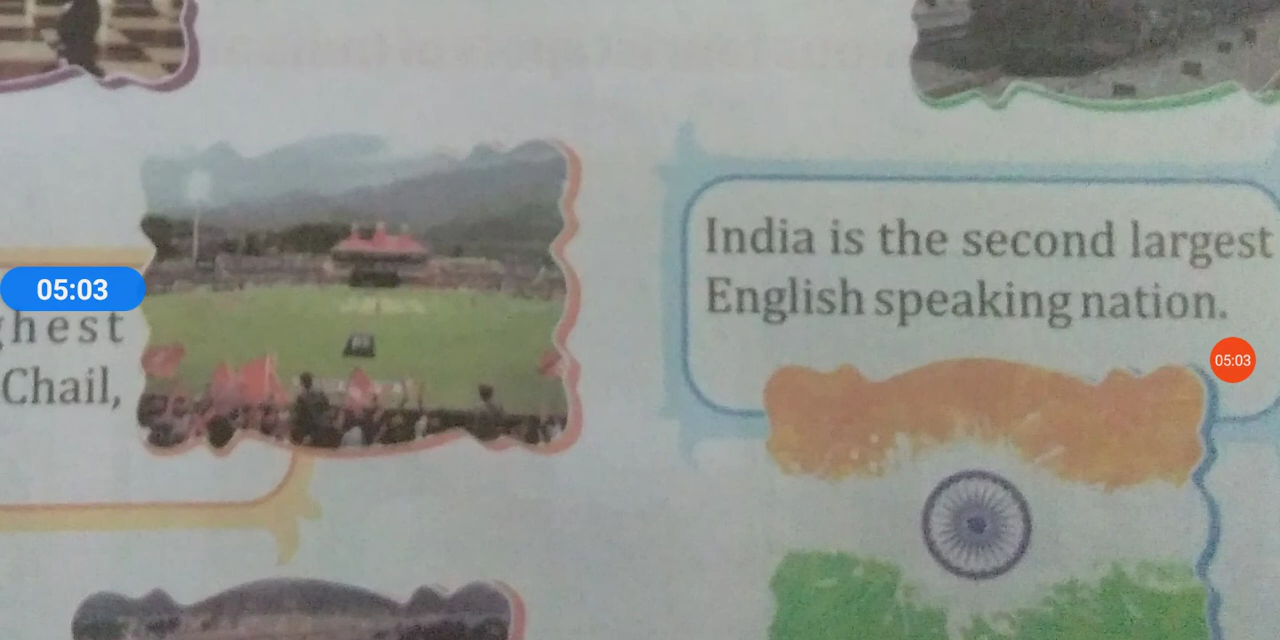 05:03
ghest
Chail,
India is the second largest
English speaking nation.
05:03